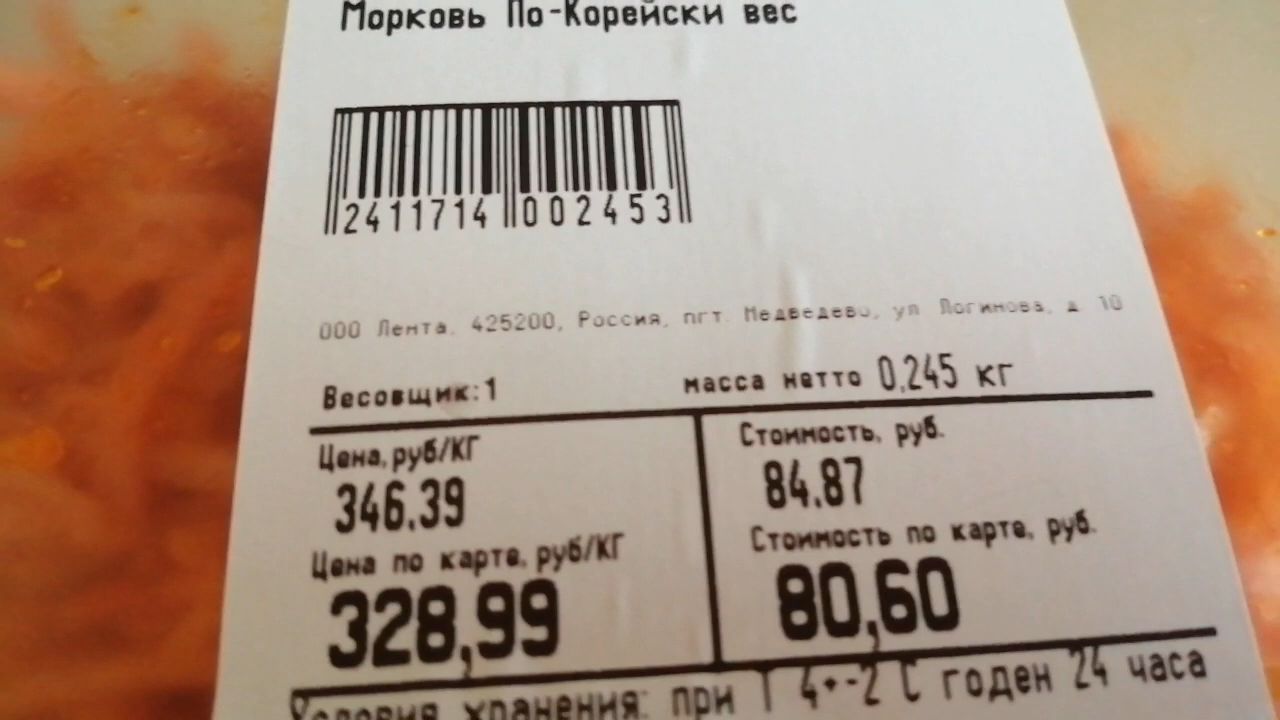 Морковь По-Корейски вес
2411714 002453
ООО Лента. 425200, Россия, пгт. Медведево, ул Логинова, д. 10
Весовщик:1 масса нетто 0,245 кг
Цена,руб/КГ Стоимость, руб.
346.39 84.87
Цена по карте, руб/КГ Стоимость по карте, руб.
328,99 80,60
Условия хранения: при T 4+-2 C годен 24 часа